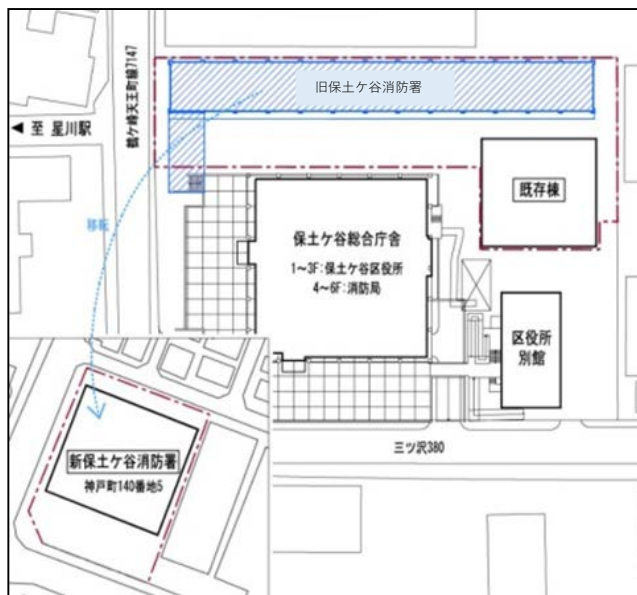 旧保土ケ谷消防署
鶴ケ峰天王町線7147
◀ 至 星川駅
移転
既存棟
保土ケ谷総合庁舎
1~3F:保土ケ谷区役所
4~6F:消防局
区役所
別館
三ツ沢380
新保土ケ谷消防署
神戸町140番地5